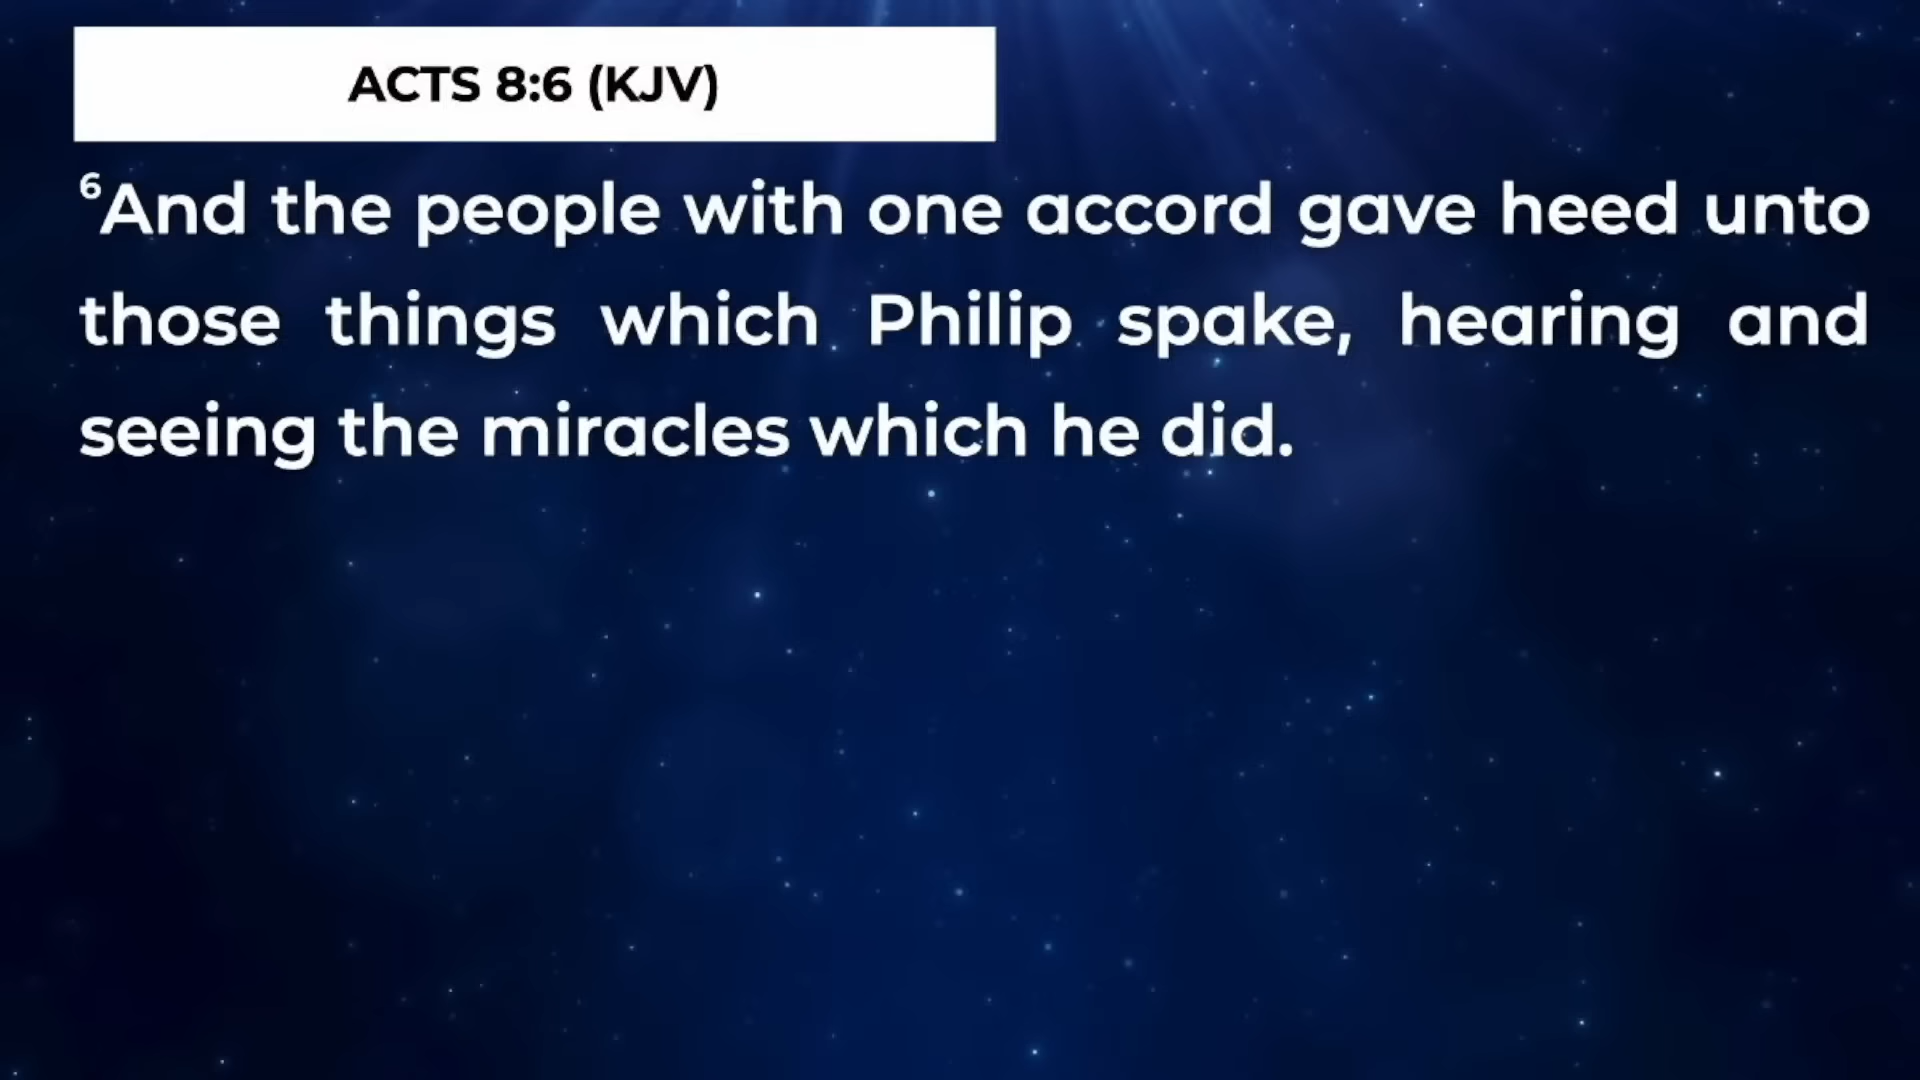 ACTS 8:6 (KJV)
⁶And the people with one accord gave heed unto
those things which Philip spake, hearing and
seeing the miracles which he did.